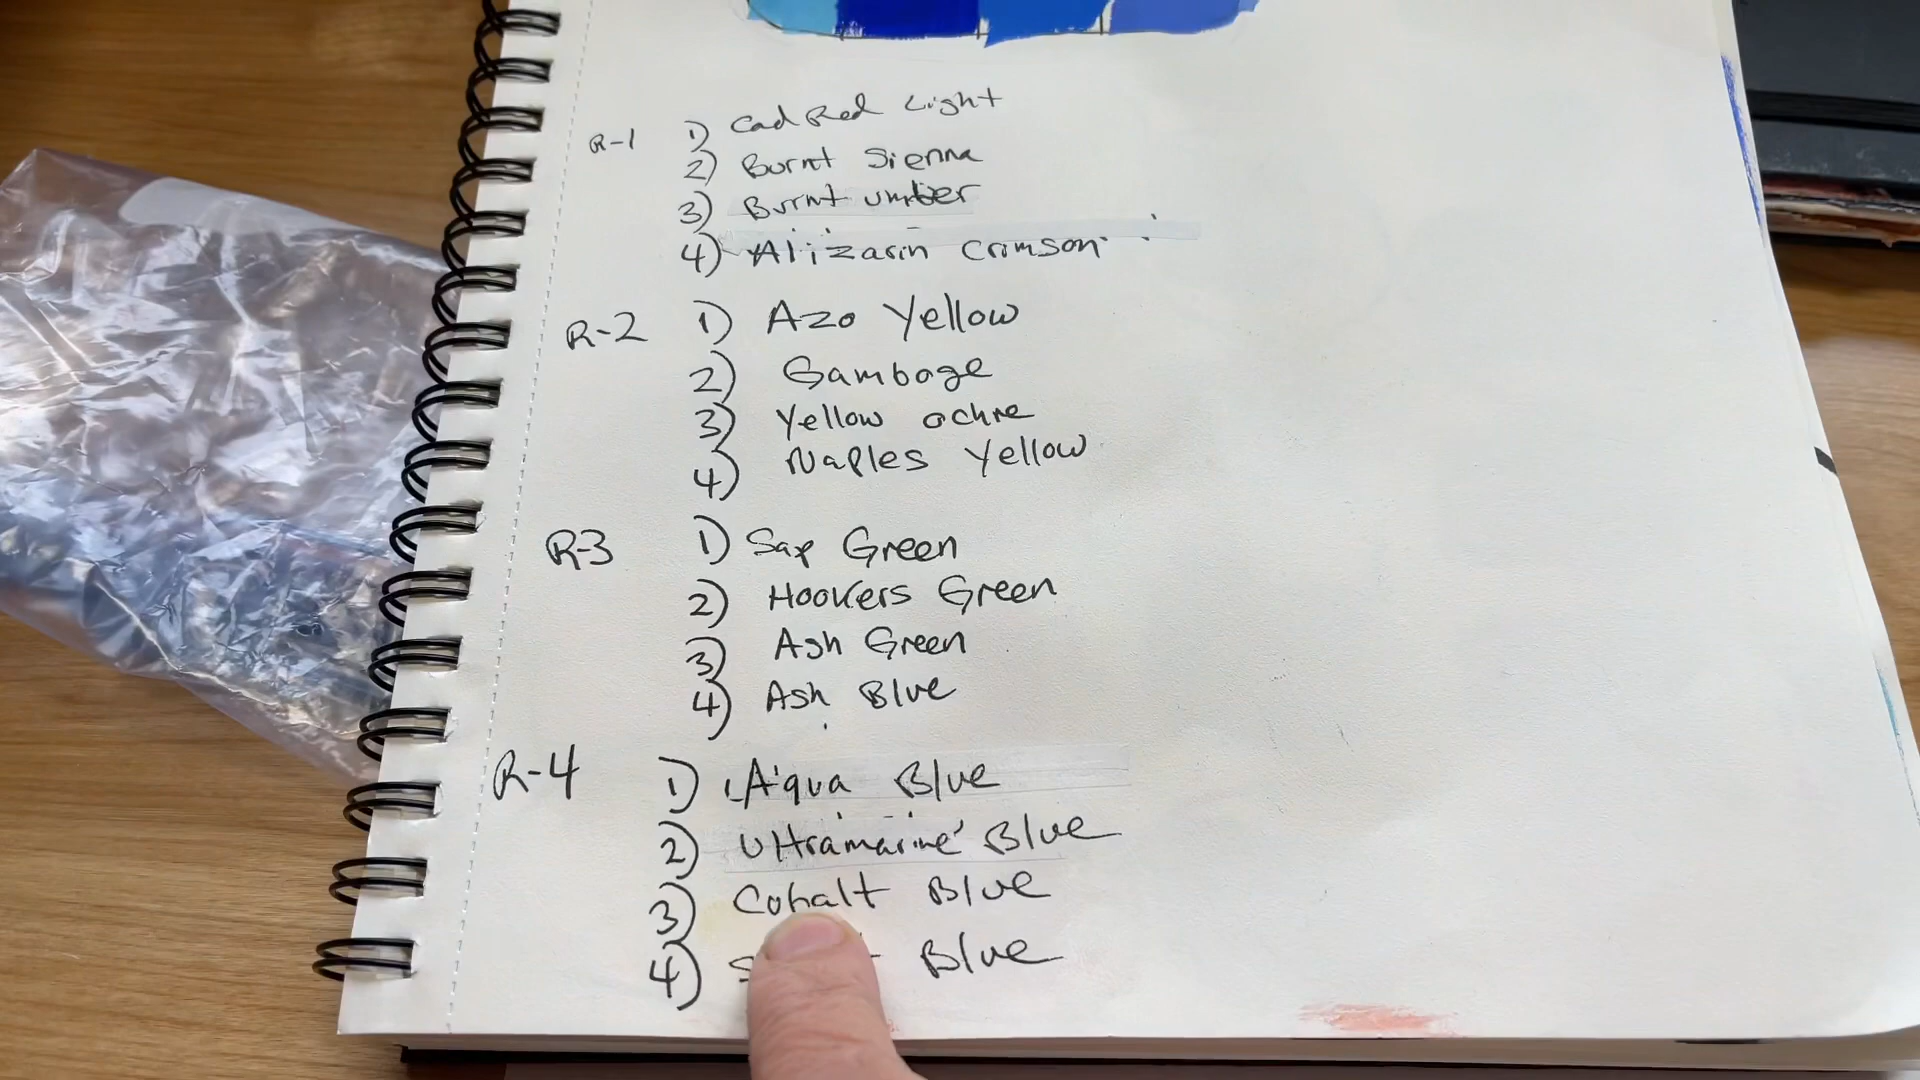 R-1 1) Cad Red Light
2) Burnt Sienna
3) Burnt umber
4) Alizarin Crimson
R-2 1) Azo Yellow
2) Gamboge
3) Yellow ochre
4) Naples Yellow
R-3 1) Sap Green
2) Hookers Green
3) Ash Green
4) Ash Blue
R-4 1) Aqua Blue
2) Ultramarine Blue
3) Cobalt Blue
4) Blue